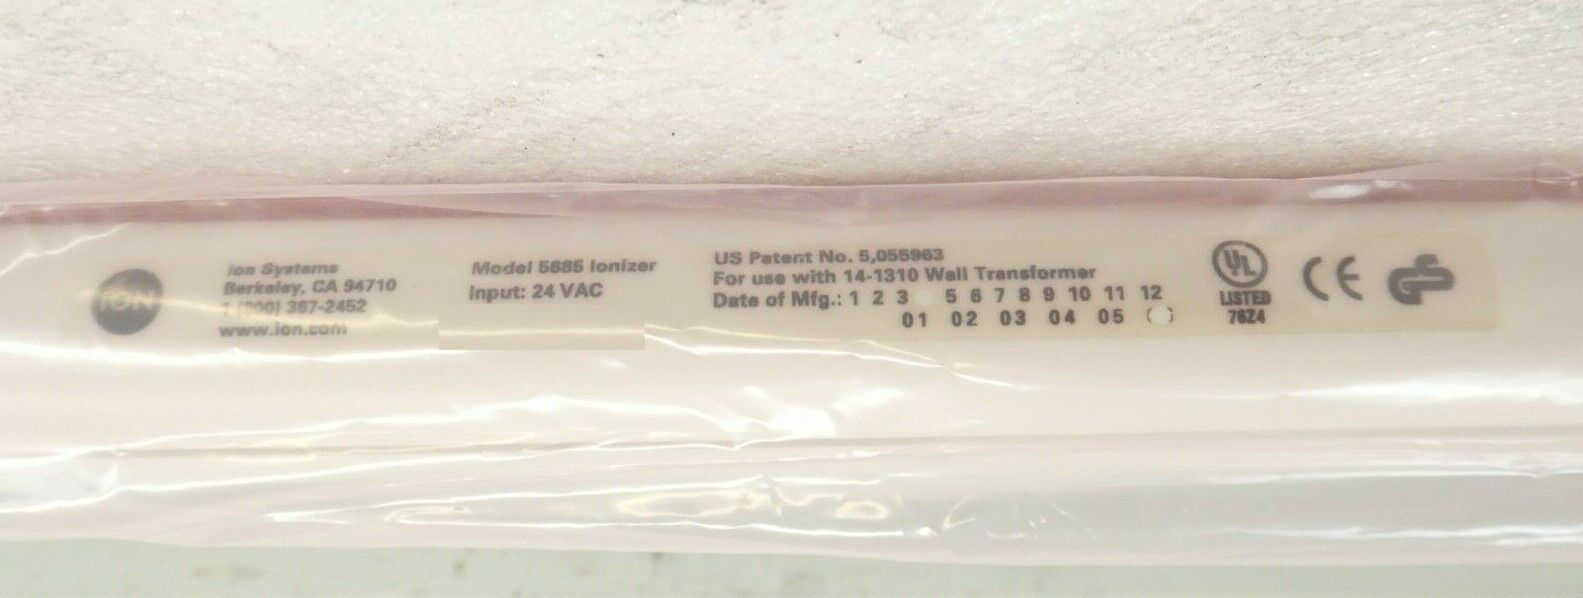 ION
Ion Systems
Berkeley, CA 94710
1 (800) 367-2452
www.ion.com
Model 5685 Ionizer
Input: 24 VAC
US Patent No. 5,055963
For use with 14-1310 Wall Transformer
Date of Mfg.: 1 2 3 5 6 7 8 9 10 11 12
01 02 03 04 05
UL
LISTED
76Z4
CE
GS